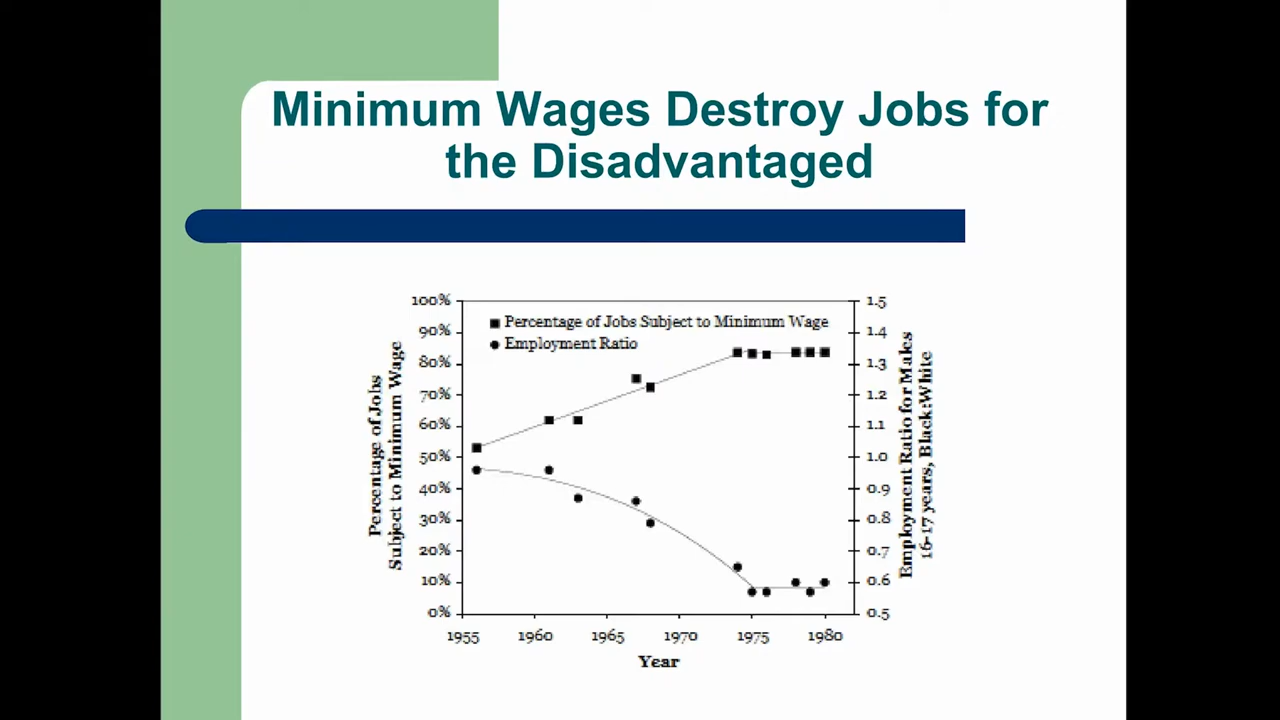 Minimum Wages Destroy Jobs for
the Disadvantaged
Percentage of Jobs Subject to Minimum Wage
Employment Ratio
100%
90%
80%
70%
60%
50%
40%
30%
20%
10%
0%
Percentage of Jobs
Subject to Minimum Wage
1.5
1.4
1.3
1.2
1.1
1.0
0.9
0.8
0.7
0.6
0.5
Employment Ratio for Males
16-17 years, Black:White
1955 1960 1965 1970 1975 1980
Year